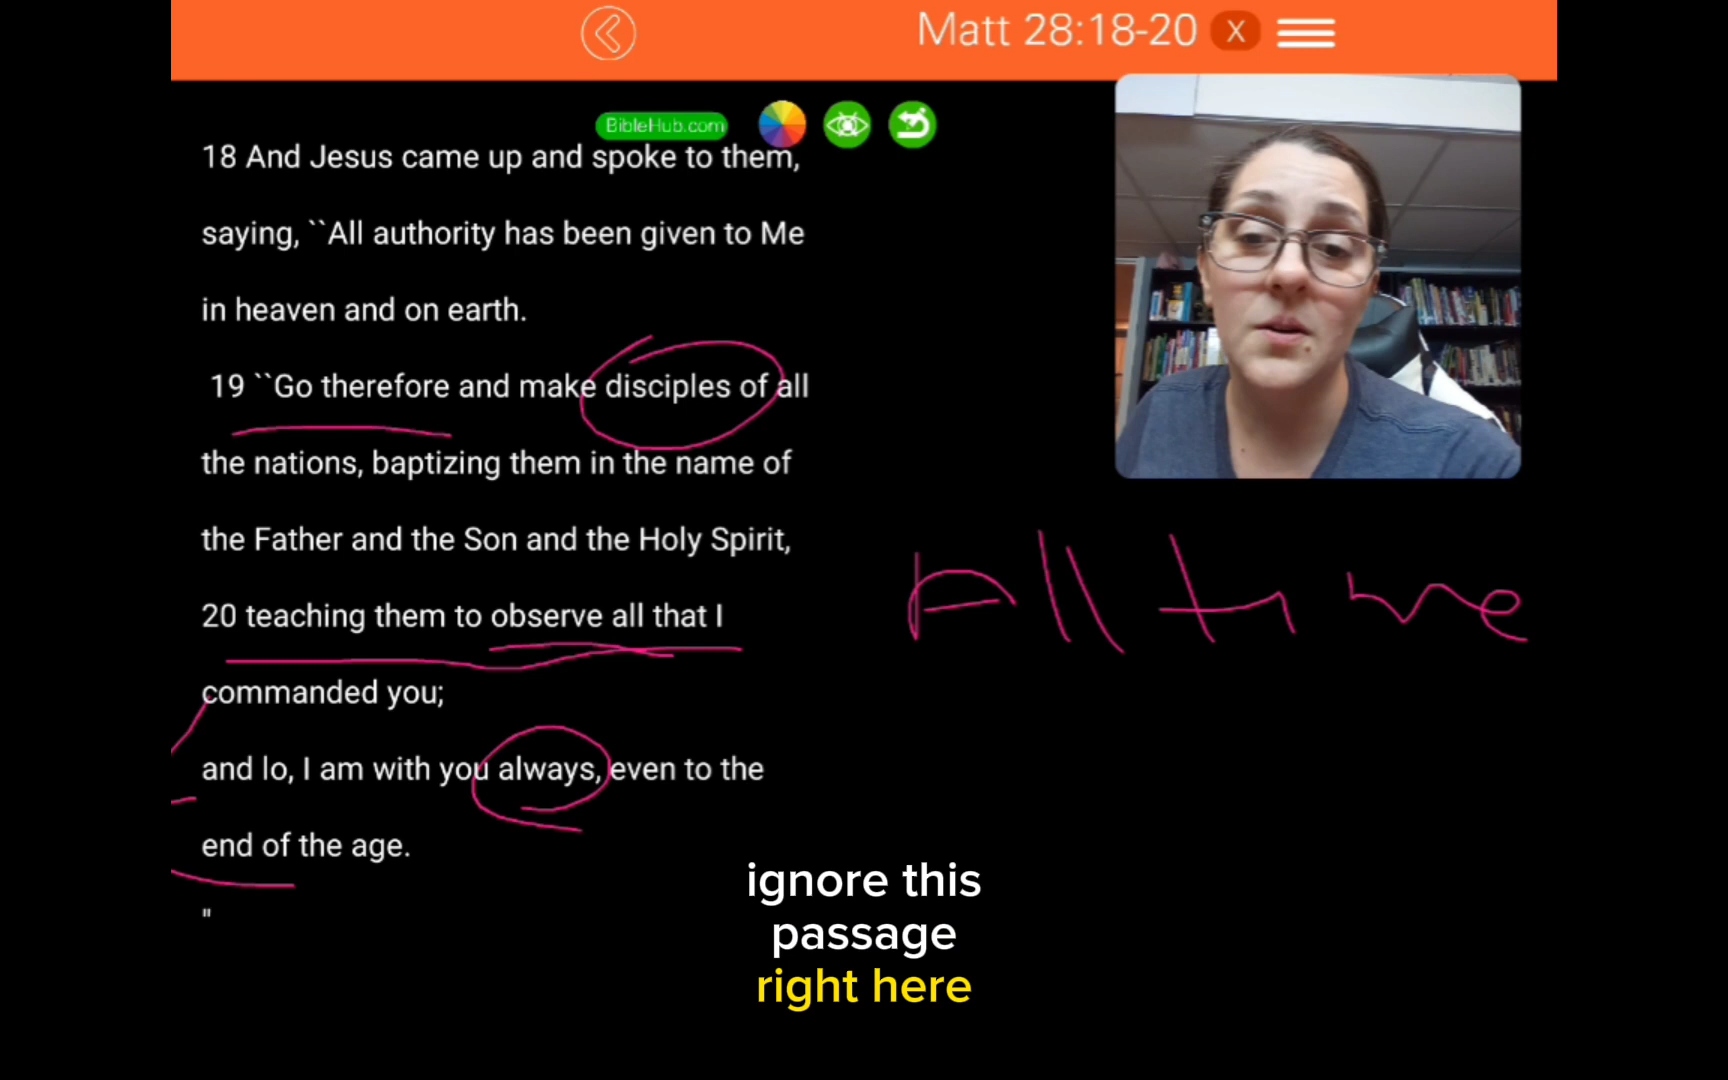 Matt 28:18-20 X
BibleHub.com
18 And Jesus came up and spoke to them,
saying, ``All authority has been given to Me
in heaven and on earth.
19 ``Go therefore and make disciples of all
the nations, baptizing them in the name of
the Father and the Son and the Holy Spirit,
20 teaching them to observe all that I
commanded you;
and lo, I am with you always, even to the
end of the age.
"
All time
ignore this
passage
right here